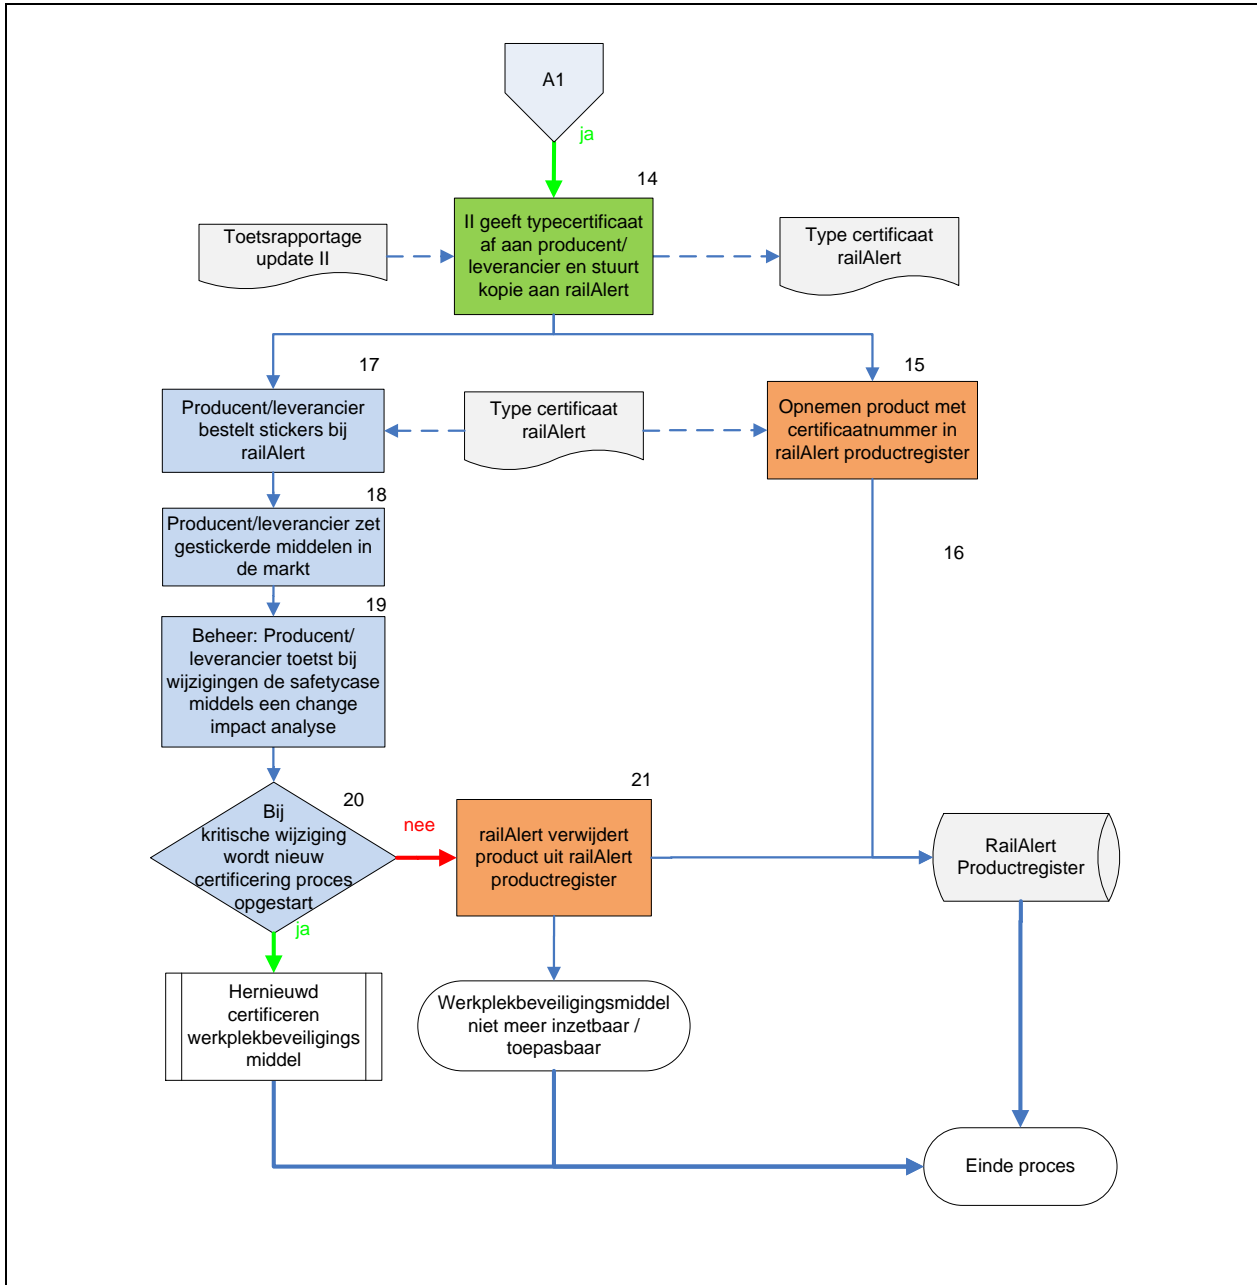 A1
ja
14
II geeft typecertificaat
af aan producent/
leverancier en stuurt
kopie aan railAlert
Toetsrapportage
update II
Type certificaat
railAlert
17
15
Producent/leverancier
bestelt stickers bij
railAlert
Type certificaat
railAlert
Opnemen product met
certificaatnummer in
railAlert productregister
18
Producent/leverancier zet
gestickerde middelen in
de markt
16
19
Beheer: Producent/
leverancier toetst bij
wijzigingen de safetycase
middels een change
impact analyse
20
Bij
kritische wijziging
wordt nieuw
certificering proces
opgestart
nee
21
railAlert verwijdert
product uit railAlert
productregister
RailAlert
Productregister
ja
Hernieuwd
certificeren
werkplekbeveiligings
middel
Werkplekbeveiligingsmiddel
niet meer inzetbaar /
toepasbaar
Einde proces